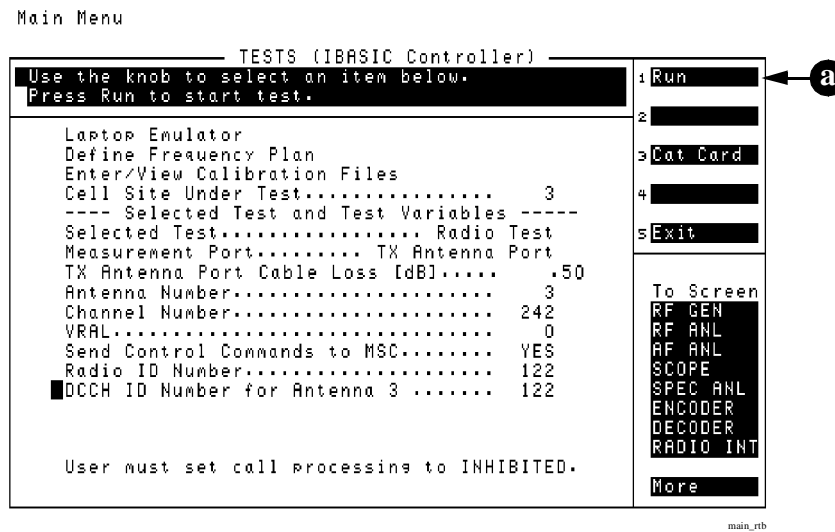 Main Menu
TESTS (IBASIC Controller)
Use the knob to select an item below.
Press Run to start test.
1 Run
a
2
3 Cat Card
4
5 Exit
Laptop Emulator
Define Frequency Plan
Enter/View Calibration Files
Cell Site Under Test................ 3
---- Selected Test and Test Variables -----
Selected Test................. Radio Test
Measurement Port......... TX Antenna Port
TX Antenna Port Cable Loss [dB]..... .50
Antenna Number...................... 3
Channel Number...................... 242
VRAL................................ 0
Send Control Commands to MSC........ YES
Radio ID Number..................... 122
DCCH ID Number for Antenna 3 ....... 122
User must set call processing to INHIBITED.
To Screen
RF GEN
RF ANL
AF ANL
SCOPE
SPEC ANL
ENCODER
DECODER
RADIO INT
More
main_rtb